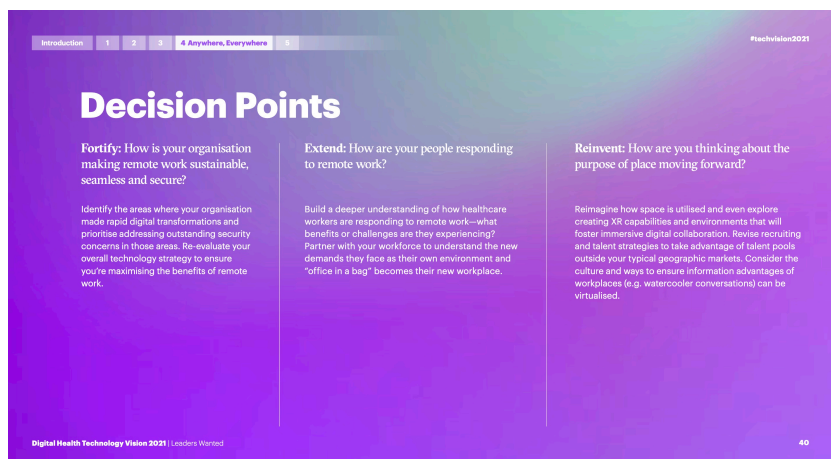 Introduction 1 2 3 4 Anywhere, Everywhere 5
#techvision2021
Decision Points
Fortify: How is your organisation
making remote work sustainable,
seamless and secure?
Identify the areas where your organisation
made rapid digital transformations and
prioritise addressing outstanding security
concerns in those areas. Re-evaluate your
overall technology strategy to ensure
you’re maximising the benefits of remote
work.
Extend: How are your people responding
to remote work?
Build a deeper understanding of how healthcare
workers are responding to remote work—what
benefits or challenges are they experiencing?
Partner with your workforce to understand the new
demands they face as their own environment and
“office in a bag” becomes their new workplace.
Reinvent: How are you thinking about the
purpose of place moving forward?
Reimagine how space is utilised and even explore
creating XR capabilities and environments that will
foster immersive digital collaboration. Revise recruiting
and talent strategies to take advantage of talent pools
outside your typical geographic markets. Consider the
culture and ways to ensure information advantages of
workplaces (e.g. watercooler conversations) can be
virtualised.
Digital Health Technology Vision 2021 | Leaders Wanted
40